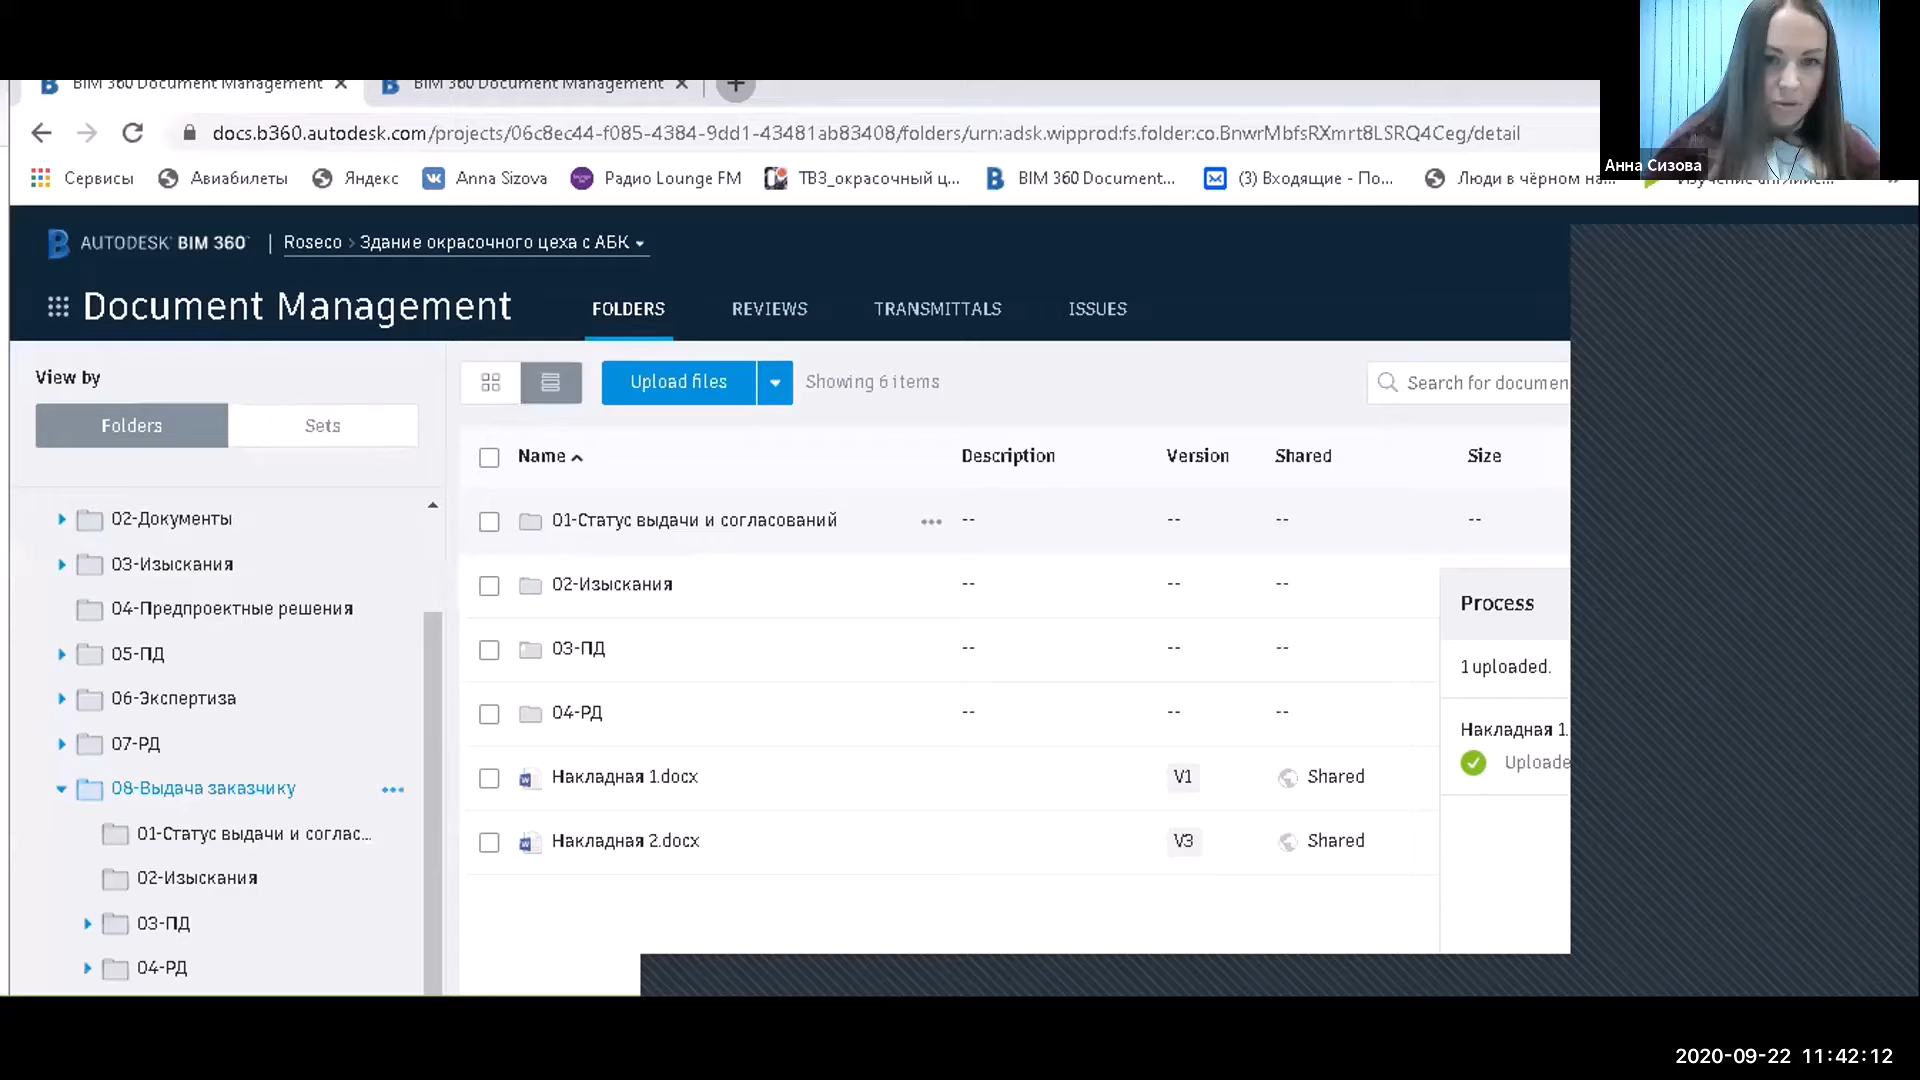 BIM 360 Document Management
BIM 360 Document Management
docs.b360.autodesk.com/projects/06c8ec44-f085-4384-9dd1-43481ab83408/folders/urn:adsk.wipprod:fs.folder:co.BnwrMbfsRXmrt8LSRQ4Ceg/detail
Анна Сизова
Сервисы Авиабилеты Яндекс Anna Sizova Радио Lounge FM ТВЗ_окрасочный ц... BIM 360 Document... (3) Входящие - По... Люди в чёрном на...
AUTODESK BIM 360 | Roseco > Здание окрасочного цеха с АБК
Document Management
FOLDERS REVIEWS TRANSMITTALS ISSUES
View by
Folders Sets
Upload files Showing 6 items
Search for documen
Name Description Version Shared Size
02-Документы
03-Изыскания
04-Предпроектные решения
05-ПД
06-Экспертиза
07-РД
08-Выдача заказчику
01-Статус выдачи и соглас...
02-Изыскания
03-ПД
04-РД
01-Статус выдачи и согласований -- -- -- --
02-Изыскания -- -- --
03-ПД -- -- --
04-РД -- -- --
Накладная 1.docx V1 Shared
Накладная 2.docx V3 Shared
Process
1 uploaded.
Накладная 1.
Uploade
2020-09-22 11:42:12